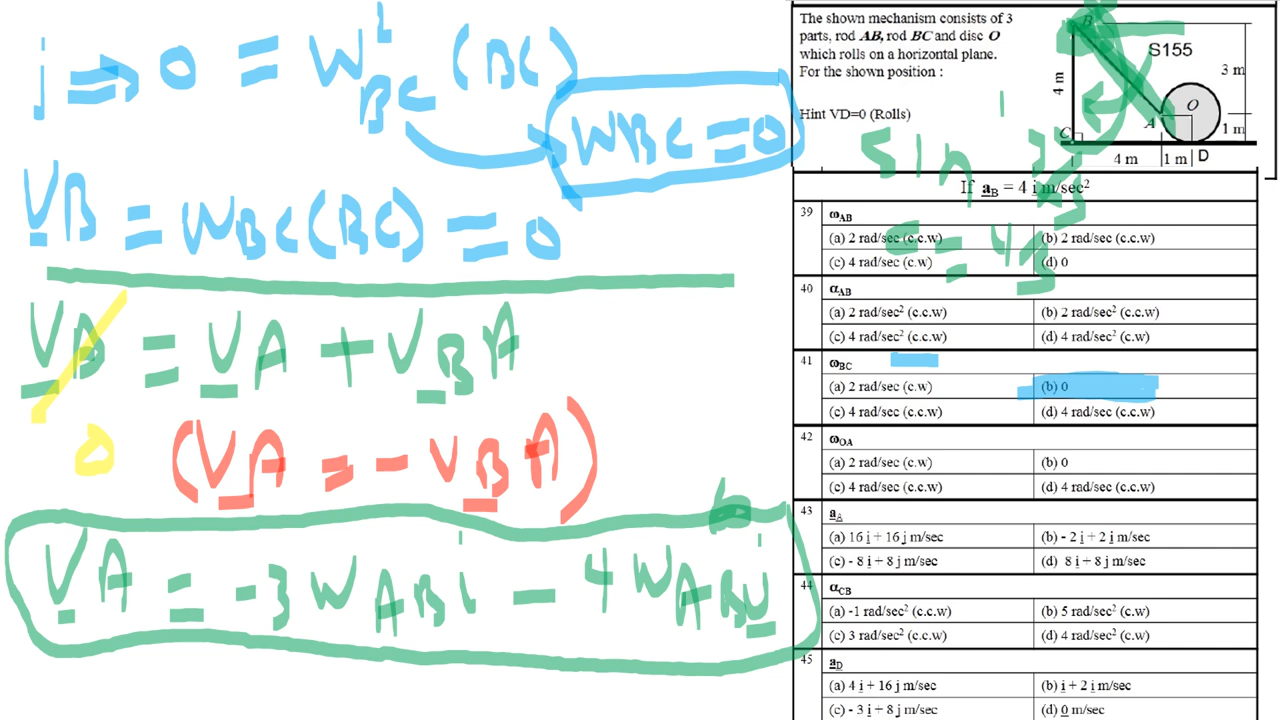 j ⇒ 0 = W²BC (BC)
WBC = 0
VB = WBC(BC) = 0
VB = VA + VBA
0
(VA = - VBA)
VA = -3 WAB i - 4 WAB j
The shown mechanism consists of 3
parts, rod AB, rod BC and disc O
which rolls on a horizontal plane.
For the shown position :
Hint VD=0 (Rolls)
B
S155
4 m
3 m
O
A
1 m
C
4 m
1 m
D
sin
= 4/5
If aB = 4 i m/sec²
39
ωAB
(a) 2 rad/sec (c.c.w)
(b) 2 rad/sec (c.c.w)
(c) 4 rad/sec (c.w)
(d) 0
40
αAB
(a) 2 rad/sec² (c.c.w)
(b) 2 rad/sec² (c.c.w)
(c) 4 rad/sec² (c.w)
(d) 4 rad/sec² (c.w)
41
ωBC
(a) 2 rad/sec (c.w)
(b) 0
(c) 4 rad/sec (c.w)
(d) 4 rad/sec (c.c.w)
42
ωOA
(a) 2 rad/sec (c.w)
(b) 0
(c) 4 rad/sec (c.w)
(d) 4 rad/sec (c.c.w)
43
aA
(a) 16 i + 16 j m/sec
(b) - 2 i + 2 i m/sec
(c) - 8 i + 8 j m/sec
(d) 8 i + 8 j m/sec
44
αCB
(a) -1 rad/sec² (c.c.w)
(b) 5 rad/sec² (c.w)
(c) 3 rad/sec² (c.w)
(d) 4 rad/sec² (c.w)
45
aD
(a) 4 i + 16 j m/sec
(b) i + 2 i m/sec
(c) - 3 i + 8 j m/sec
(d) 0 m/sec